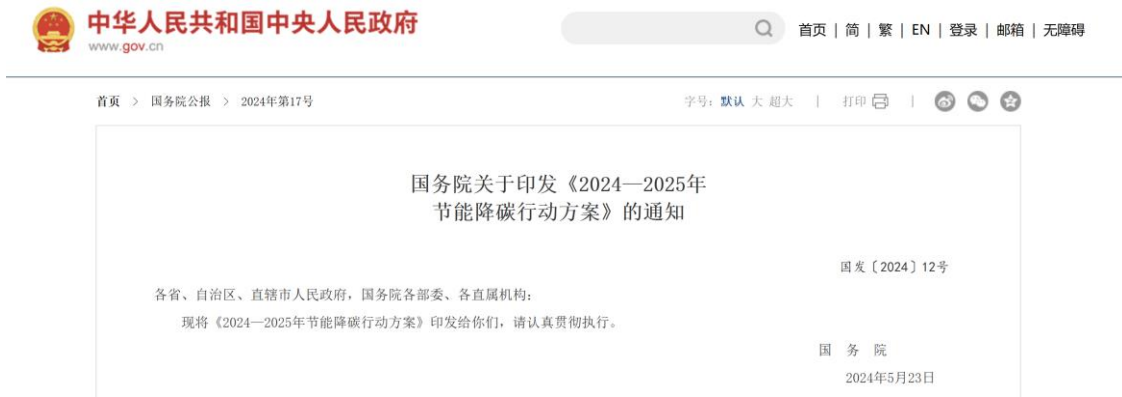 中华人民共和国中央人民政府
www.gov.cn
首页 | 简 | 繁 | EN | 登录 | 邮箱 | 无障碍
首页 > 国务院公报 > 2024年第17号
字号：默认 大 超大 | 打印 |
国务院关于印发《2024—2025年
节能降碳行动方案》的通知
国发〔2024〕12号
各省、自治区、直辖市人民政府，国务院各部委、各直属机构：
现将《2024—2025年节能降碳行动方案》印发给你们，请认真贯彻执行。
国 务 院
2024年5月23日